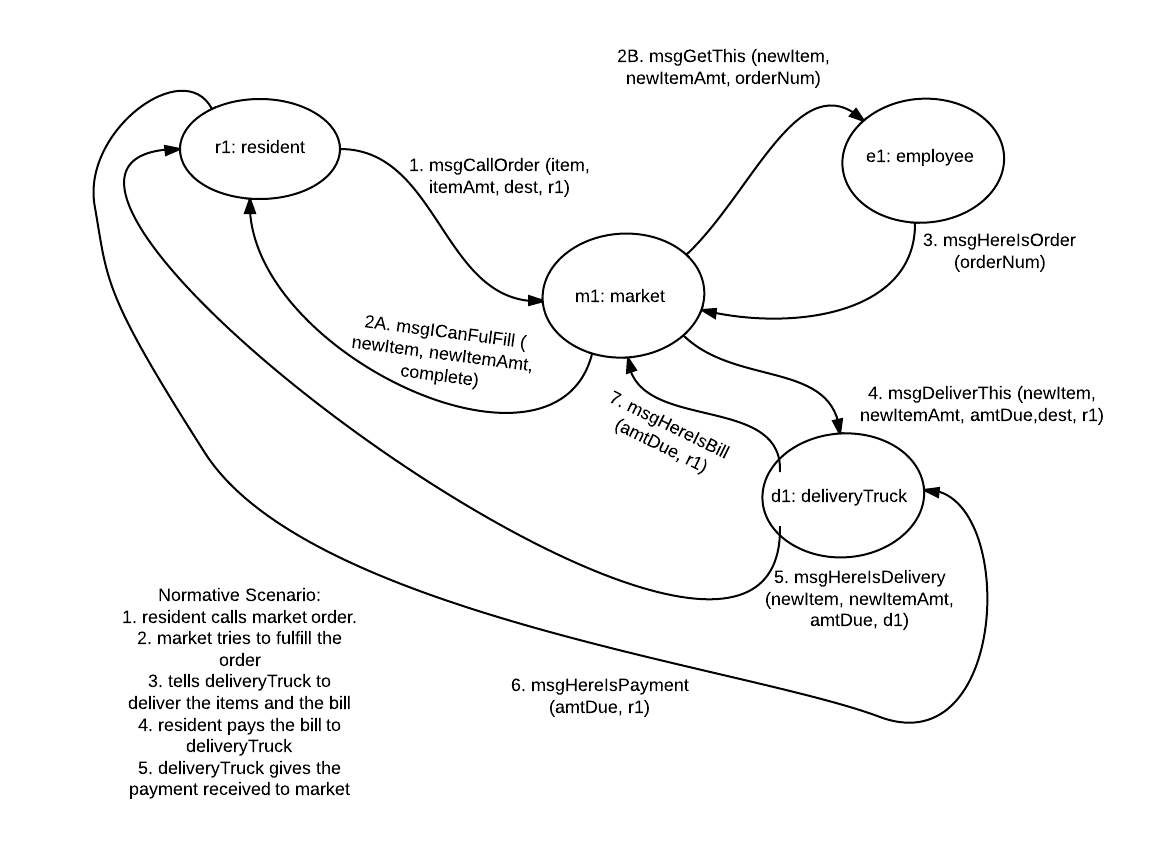 2B. msgGetThis (newItem,
newItemAmt, orderNum)
r1: resident
e1: employee
1. msgCallOrder (item,
itemAmt, dest, r1)
3. msgHereIsOrder
(orderNum)
m1: market
2A. msgICanFulFill (
newItem, newItemAmt,
complete)
7. msgHereIsBill
(amtDue, r1)
4. msgDeliverThis (newItem,
newItemAmt, amtDue,dest, r1)
d1: deliveryTruck
5. msgHereIsDelivery
(newItem, newItemAmt,
amtDue, d1)
6. msgHereIsPayment
(amtDue, r1)
Normative Scenario:
1. resident calls market order.
2. market tries to fulfill the
order
3. tells deliveryTruck to
deliver the items and the bill
4. resident pays the bill to
deliveryTruck
5. deliveryTruck gives the
payment received to market